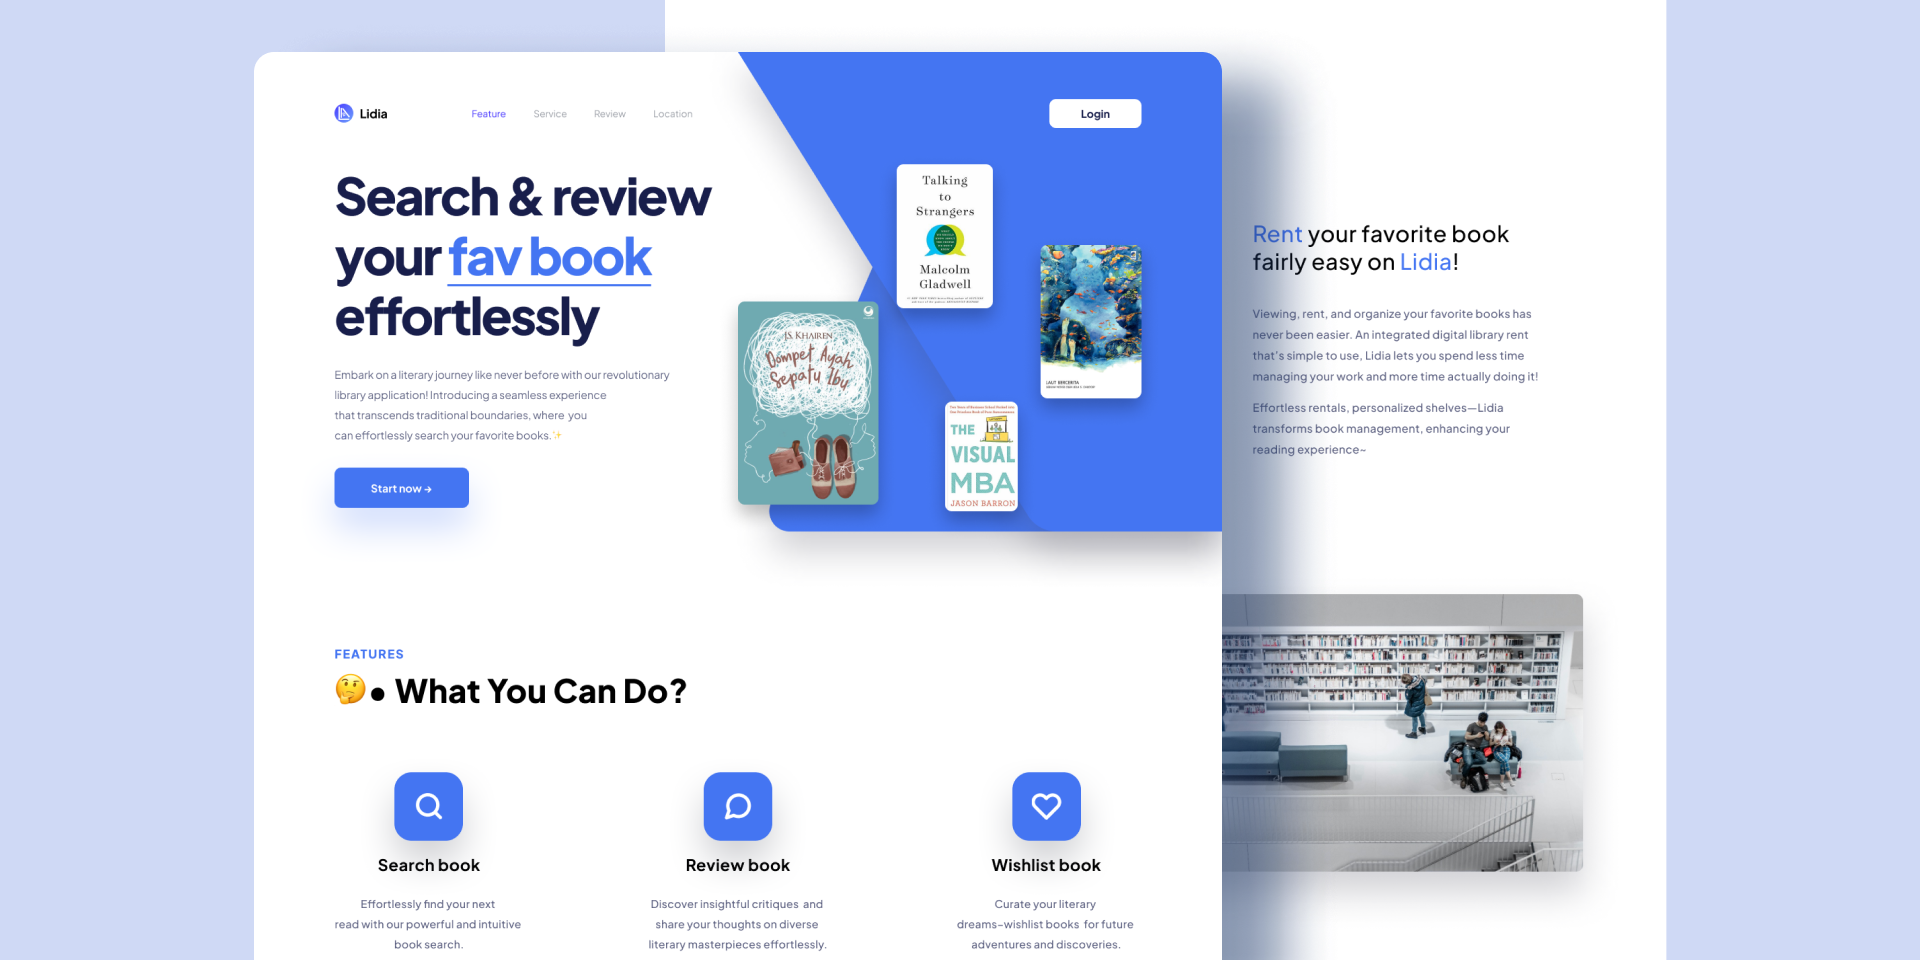 Lidia
Feature
Service
Review
Location
Login
Search & review
your fav book
effortlessly
Embark on a literary journey like never before with our revolutionary
library application! Introducing a seamless experience
that transcends traditional boundaries, where you
can effortlessly search your favorite books.✨
Start now →
Talking
to
Strangers
Malcolm
Gladwell
J.S. KHAIREN
Dompet Ayah
Sepatu Ibu
LAUT BERCERITA
THE
VISUAL
MBA
JASON BARRON
FEATURES
🤔• What You Can Do?
Search book
Effortlessly find your next
read with our powerful and intuitive
book search.
Review book
Discover insightful critiques and
share your thoughts on diverse
literary masterpieces effortlessly.
Wishlist book
Curate your literary
dreams–wishlist books for future
adventures and discoveries.
Rent your favorite book
fairly easy on Lidia!
Viewing, rent, and organize your favorite books has
never been easier. An integrated digital library rent
that's simple to use, Lidia lets you spend less time
managing your work and more time actually doing it!
Effortless rentals, personalized shelves—Lidia
transforms book management, enhancing your
reading experience~